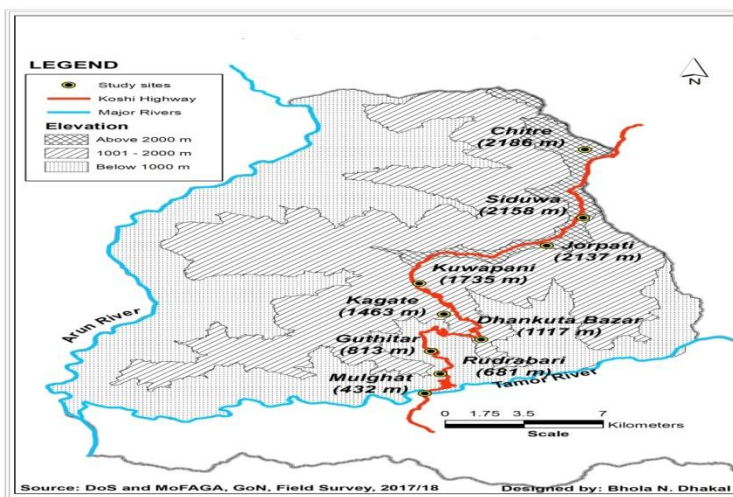 LEGEND
Study sites
Koshi Highway
Major Rivers
Elevation
Above 2000 m
1001 - 2000 m
Below 1000 m
N
Chitre
(2186 m)
Siduwa
(2158 m)
Jorpati
(2137 m)
Kuwapani
(1735 m)
Kagate
(1463 m)
Dhankuta Bazar
(1117 m)
Guthitar
(813 m)
Rudrabari
(681 m)
Mulghat
(432 m)
Arun River
Tamor River
0 1.75 3.5 7
Kilometers
Scale
Source: DoS and MoFAGA, GoN, Field Survey, 2017/18
Designed by: Bhola N. Dhakal